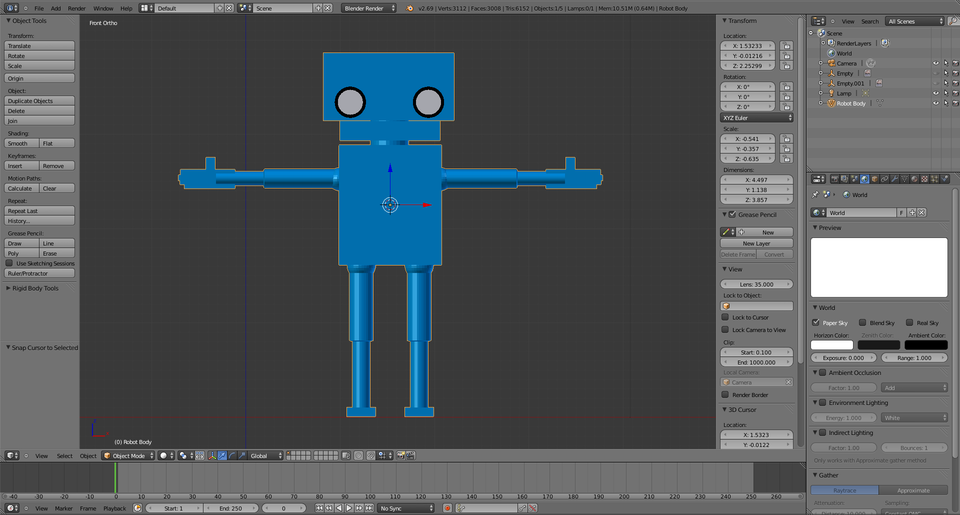 File Add Render Window Help Default Scene Blender Render v2.69 | Verts:3112 | Faces:3008 | Tris:6152 | Objects:1/5 | Lamps:0/1 | Mem:10.51M (0.64M) | Robot Body
Object Tools
Transform:
Translate
Rotate
Scale
Origin
Object:
Duplicate Objects
Delete
Join
Shading:
Smooth Flat
Keyframes:
Insert Remove
Motion Paths:
Calculate Clear
Repeat:
Repeat Last
History...
Grease Pencil:
Draw Line
Poly Erase
Use Sketching Sessions
Ruler/Protractor
Rigid Body Tools
Snap Cursor to Selected
Front Ortho
(0) Robot Body
View Select Object Object Mode Global
Transform
Location:
X: 1.53233
Y: -0.01216
Z: 2.25299
Rotation:
X: 0°
Y: 0°
Z: 0°
XYZ Euler
Scale:
X: -0.541
Y: -0.357
Z: -0.635
Dimensions:
X: 4.497
Y: 1.138
Z: 3.857
Grease Pencil
New
New Layer
Delete Frame Convert
View
Lens: 35.000
Lock to Object:
Lock to Cursor
Lock Camera to View
Clip:
Start: 0.100
End: 1000.000
Local Camera:
Camera
Render Border
3D Cursor
Location:
X: 1.5323
Y: -0.0122
View Search All Scenes
Scene
RenderLayers
World
Camera
Empty
Empty.001
Lamp
Robot Body
World
World F
Preview
World
Paper Sky Blend Sky Real Sky
Horizon Color: Zenith Color: Ambient Color:
Exposure: 0.000 Range: 1.000
Ambient Occlusion
Factor: 1.00 Add
Environment Lighting
Energy: 1.000 White
Indirect Lighting
Factor: 1.00 Bounces: 1
Only works with Approximate gather method
Gather
Raytrace Approximate
Attenuation: Sampling:
-40 -20 0 20 40 60 80 100 120 140 160 180 200 220 240 260
View Marker Frame Playback Start: 1 End: 250 0 No Sync